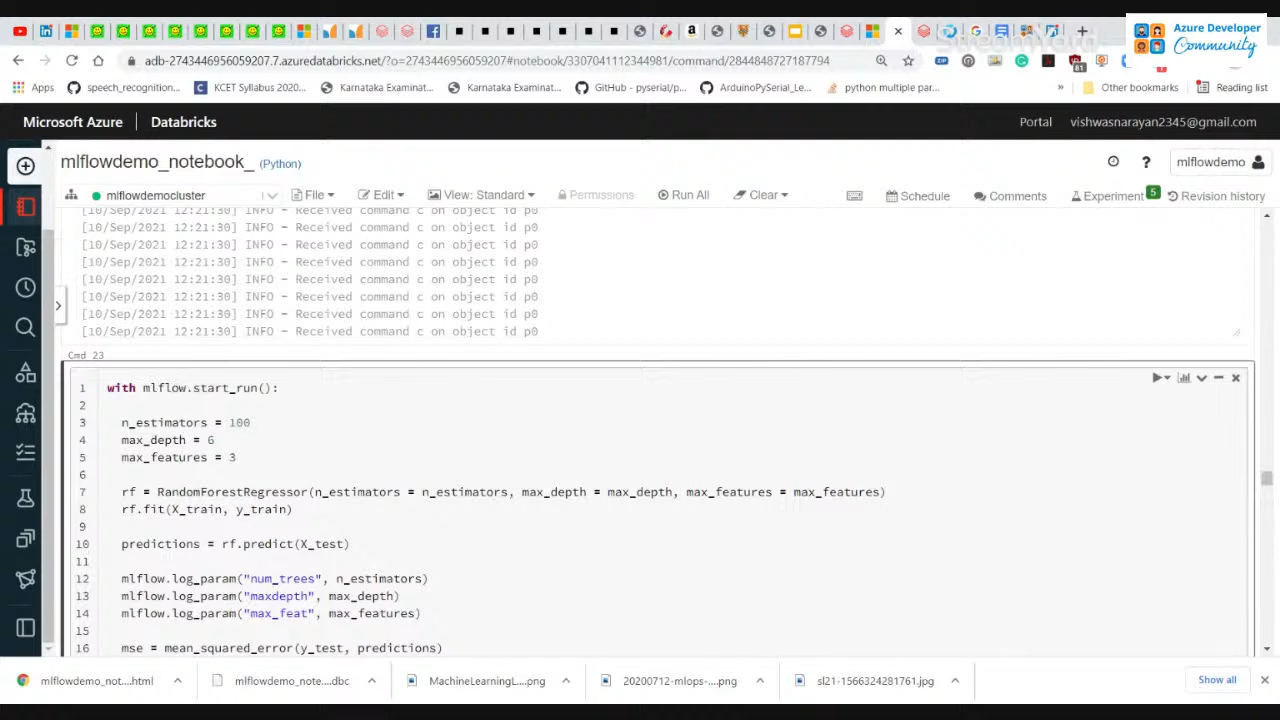 Azure Developer
Community
adb-2743446956059207.7.azuredatabricks.net/?o=2743446956059207#notebook/3307041112344981/command/2844848727187794
ZIP
81
Apps
speech_recognition...
KCET Syllabus 2020...
Karnataka Examinat...
Karnataka Examinat...
GitHub - pyserial/p...
ArduinoPySerial_Le...
python multiple par...
»
Other bookmarks
Reading list
Microsoft Azure
Databricks
Portal
vishwasnarayan2345@gmail.com
mlflowdemo_notebook_ (Python)
mlflowdemo
mlflowdemocluster
File
Edit
View: Standard
Permissions
Run All
Clear
Schedule
Comments
Experiment 5
Revision history
[10/Sep/2021 12:21:30] INFO - Received command c on object id p0
[10/Sep/2021 12:21:30] INFO - Received command c on object id p0
[10/Sep/2021 12:21:30] INFO - Received command c on object id p0
[10/Sep/2021 12:21:30] INFO - Received command c on object id p0
[10/Sep/2021 12:21:30] INFO - Received command c on object id p0
[10/Sep/2021 12:21:30] INFO - Received command c on object id p0
[10/Sep/2021 12:21:30] INFO - Received command c on object id p0
[10/Sep/2021 12:21:30] INFO - Received command c on object id p0
Cmd 23
1 with mlflow.start_run():
2
3 n_estimators = 100
4 max_depth = 6
5 max_features = 3
6
7 rf = RandomForestRegressor(n_estimators = n_estimators, max_depth = max_depth, max_features = max_features)
8 rf.fit(X_train, y_train)
9
10 predictions = rf.predict(X_test)
11
12 mlflow.log_param("num_trees", n_estimators)
13 mlflow.log_param("maxdepth", max_depth)
14 mlflow.log_param("max_feat", max_features)
15
16 mse = mean_squared_error(y_test, predictions)
mlflowdemo_not....html
mlflowdemo_note....dbc
MachineLearningL....png
20200712-mlops-....png
sl21-1566324281761.jpg
Show all